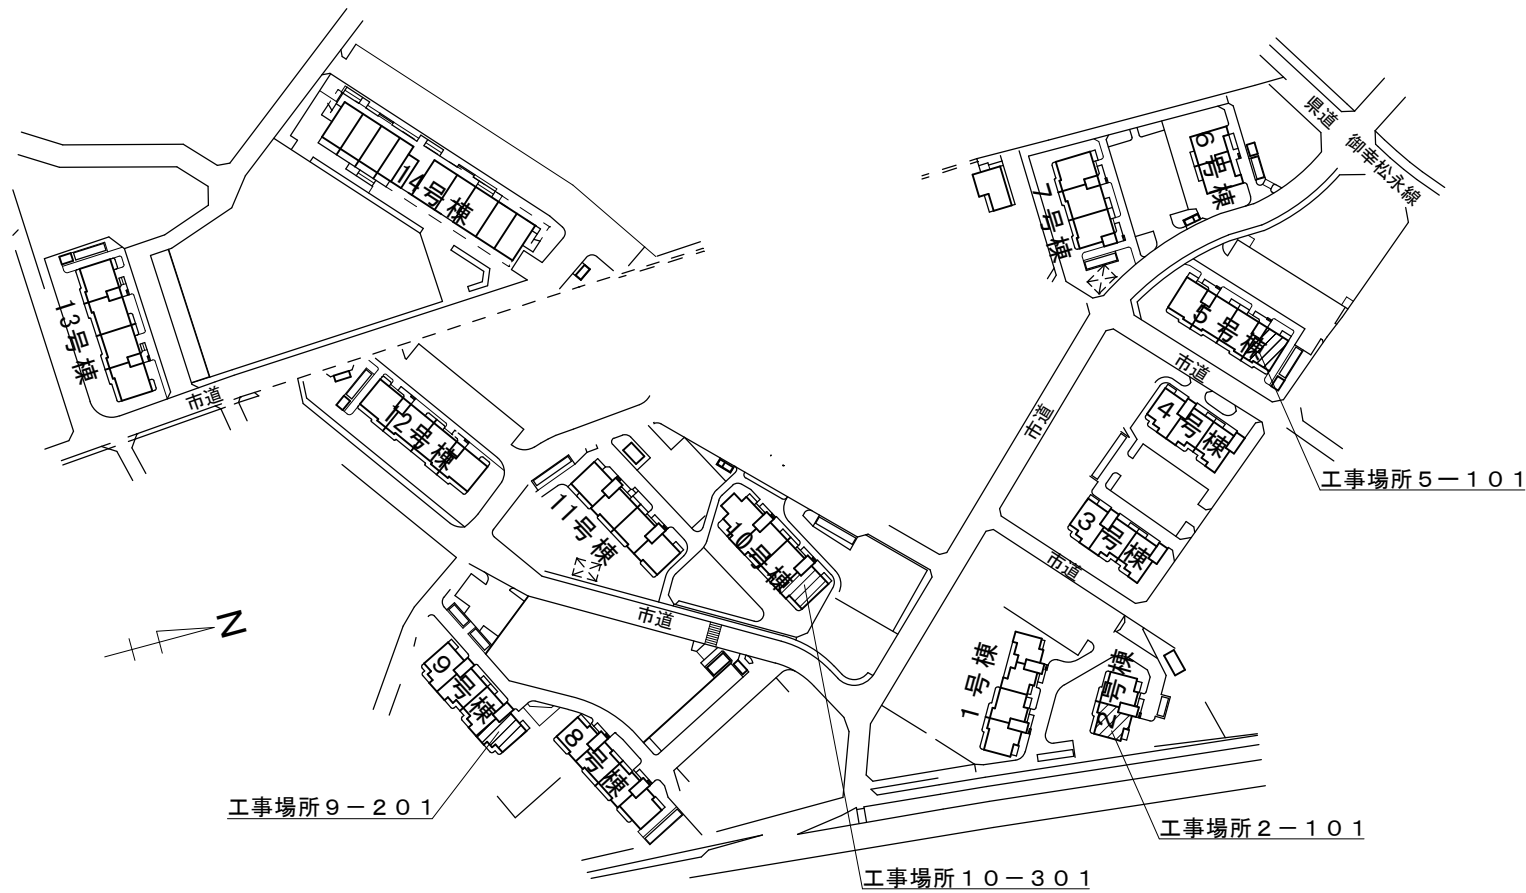 県道 御幸松永線
6号棟
7号棟
14号棟
13号棟
5号棟
市道
市道
4号棟
市道
12号棟
工事場所5-101
11号棟
10号棟
3号棟
市道
市道
N
1号棟
2号棟
9号棟
8号棟
工事場所9-201
工事場所2-101
工事場所10-301